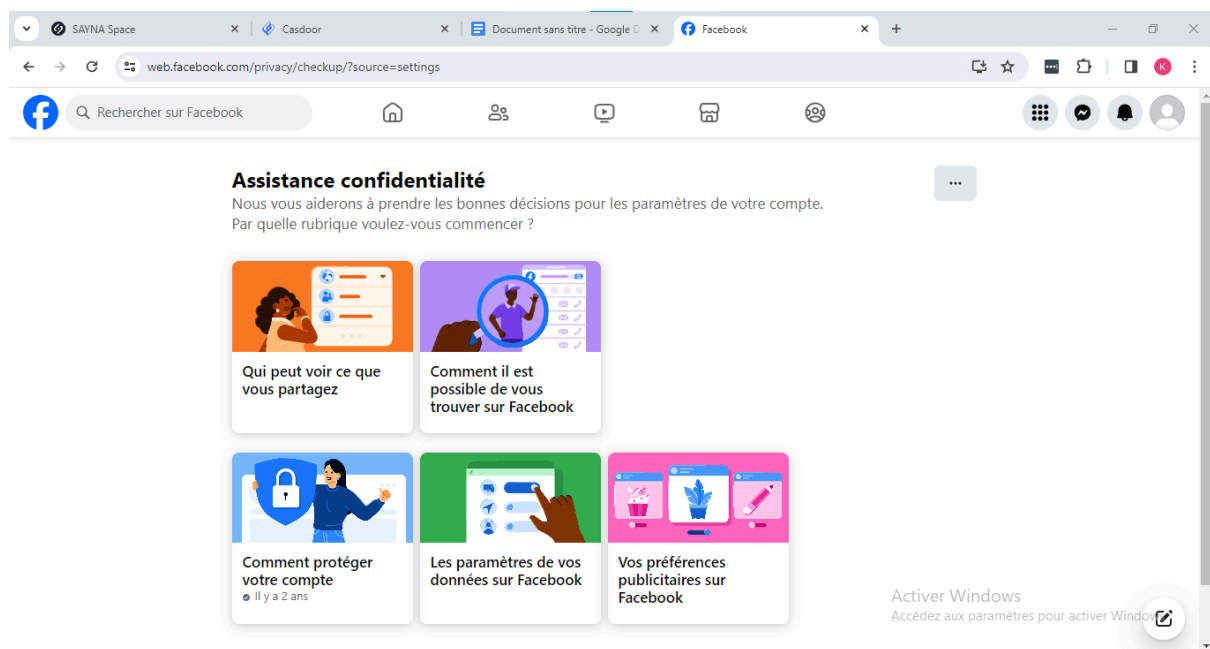 SAYNA Space
Casdoor
Document sans titre - Google D
Facebook
web.facebook.com/privacy/checkup/?source=settings
K
Rechercher sur Facebook
Assistance confidentialité
Nous vous aiderons à prendre les bonnes décisions pour les paramètres de votre compte.
Par quelle rubrique voulez-vous commencer ?
Qui peut voir ce que
vous partagez
Comment il est
possible de vous
trouver sur Facebook
Comment protéger
votre compte
Il y a 2 ans
Les paramètres de vos
données sur Facebook
Vos préférences
publicitaires sur
Facebook
Activer Windows
Accédez aux paramètres pour activer Window